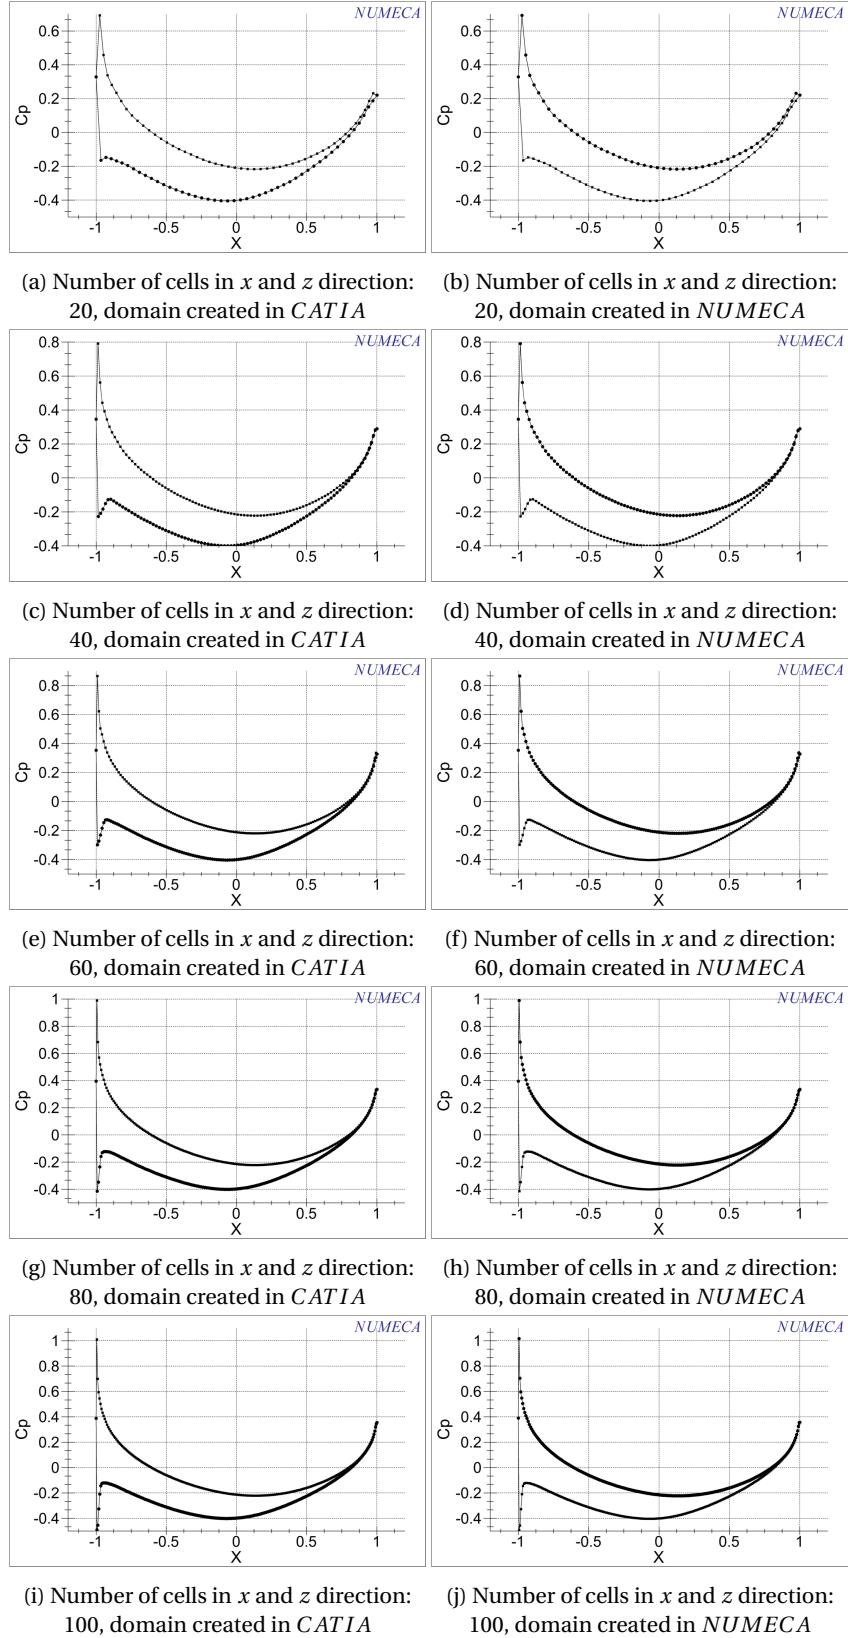 NUMECA
0.6
0.4
0.2
0
-0.2
-0.4
Cp
-1 -0.5 0 0.5 1
X
NUMECA
0.6
0.4
0.2
0
-0.2
-0.4
Cp
-1 -0.5 0 0.5 1
X
(a) Number of cells in x and z direction:
20, domain created in CATIA
(b) Number of cells in x and z direction:
20, domain created in NUMECA
NUMECA
0.8
0.6
0.4
0.2
0
-0.2
-0.4
Cp
-1 -0.5 0 0.5 1
X
NUMECA
0.8
0.6
0.4
0.2
0
-0.2
-0.4
Cp
-1 -0.5 0 0.5 1
X
(c) Number of cells in x and z direction:
40, domain created in CATIA
(d) Number of cells in x and z direction:
40, domain created in NUMECA
NUMECA
0.8
0.6
0.4
0.2
0
-0.2
-0.4
Cp
-1 -0.5 0 0.5 1
X
NUMECA
0.8
0.6
0.4
0.2
0
-0.2
-0.4
Cp
-1 -0.5 0 0.5 1
X
(e) Number of cells in x and z direction:
60, domain created in CATIA
(f) Number of cells in x and z direction:
60, domain created in NUMECA
NUMECA
1
0.8
0.6
0.4
0.2
0
-0.2
-0.4
Cp
-1 -0.5 0 0.5 1
X
NUMECA
1
0.8
0.6
0.4
0.2
0
-0.2
-0.4
Cp
-1 -0.5 0 0.5 1
X
(g) Number of cells in x and z direction:
80, domain created in CATIA
(h) Number of cells in x and z direction:
80, domain created in NUMECA
NUMECA
1
0.8
0.6
0.4
0.2
0
-0.2
-0.4
Cp
-1 -0.5 0 0.5 1
X
NUMECA
1
0.8
0.6
0.4
0.2
0
-0.2
-0.4
Cp
-1 -0.5 0 0.5 1
X
(i) Number of cells in x and z direction:
100, domain created in CATIA
(j) Number of cells in x and z direction:
100, domain created in NUMECA